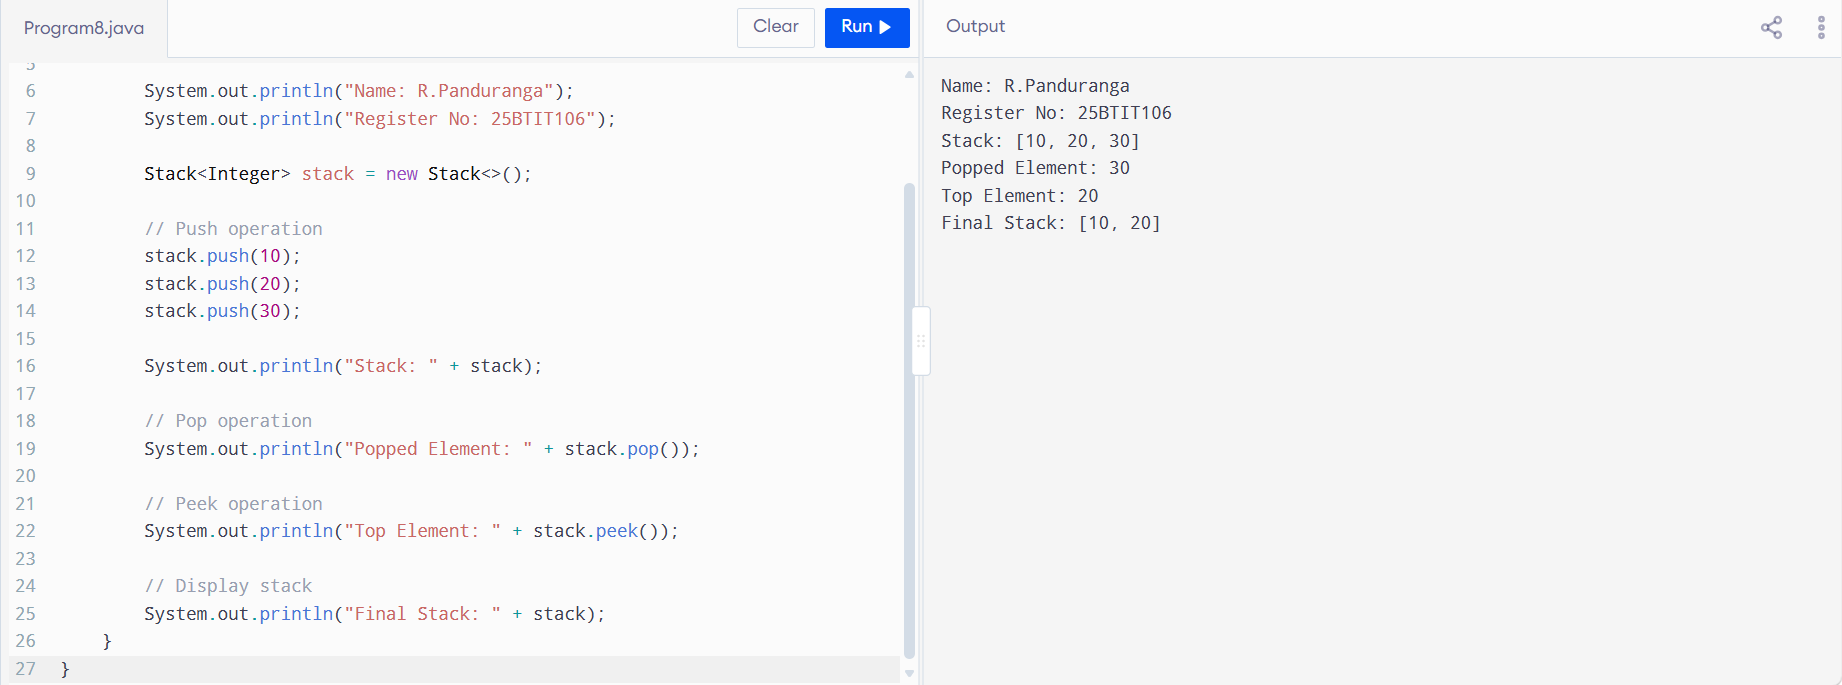 Program8.java
Clear
Run
5
6 System.out.println("Name: R.Panduranga");
7 System.out.println("Register No: 25BTIT106");
8
9 Stack<Integer> stack = new Stack<>();
10
11 // Push operation
12 stack.push(10);
13 stack.push(20);
14 stack.push(30);
15
16 System.out.println("Stack: " + stack);
17
18 // Pop operation
19 System.out.println("Popped Element: " + stack.pop());
20
21 // Peek operation
22 System.out.println("Top Element: " + stack.peek());
23
24 // Display stack
25 System.out.println("Final Stack: " + stack);
26 }
27 }
Output
Name: R.Panduranga
Register No: 25BTIT106
Stack: [10, 20, 30]
Popped Element: 30
Top Element: 20
Final Stack: [10, 20]